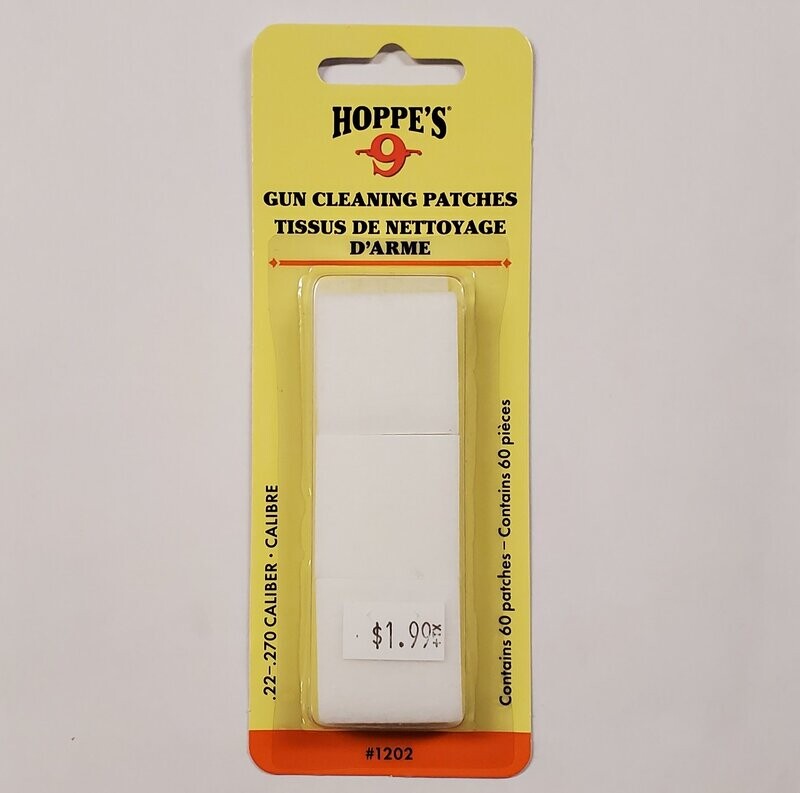 HOPPE'S®
9
GUN CLEANING PATCHES
TISSUS DE NETTOYAGE
D'ARME
.22–.270 CALIBER • CALIBRE
Contains 60 patches – Contains 60 pièces
$1.99 +TX
#1202